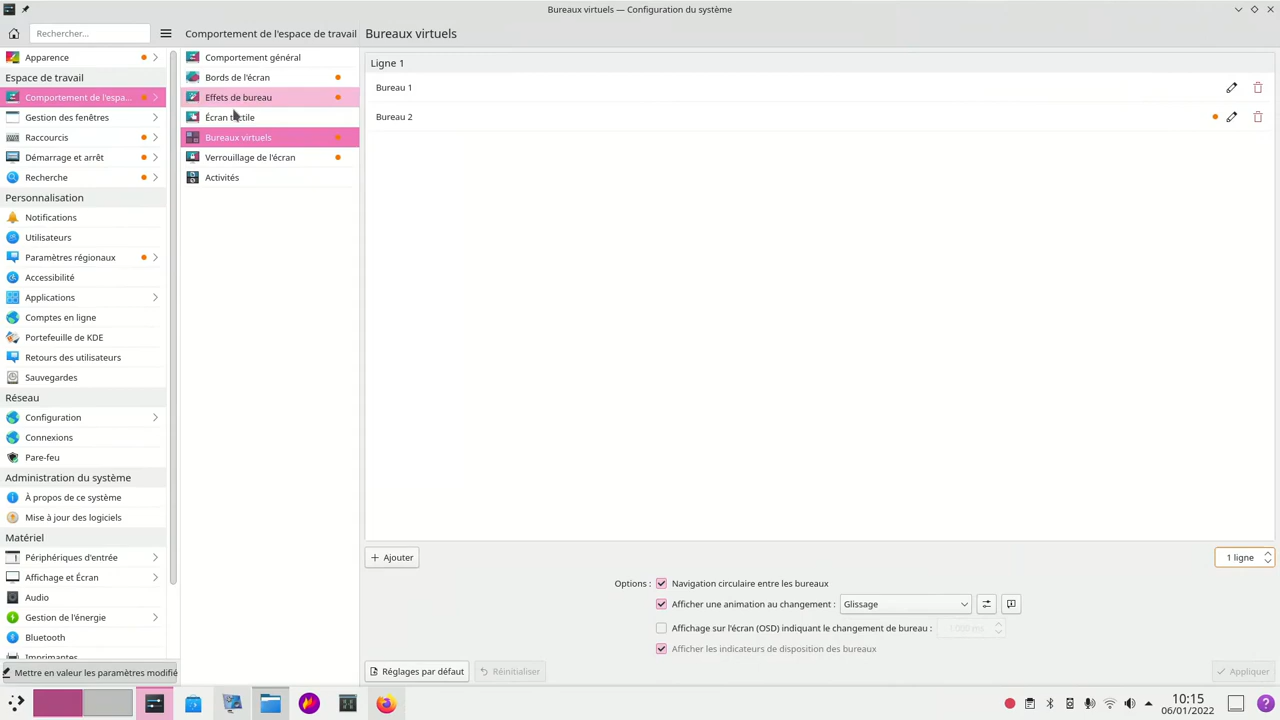 Bureaux virtuels — Configuration du système
Rechercher...
Comportement de l'espace de travail
Bureaux virtuels
Apparence
Espace de travail
Comportement de l'espa...
Gestion des fenêtres
Raccourcis
Démarrage et arrêt
Recherche
Personnalisation
Notifications
Utilisateurs
Paramètres régionaux
Accessibilité
Applications
Comptes en ligne
Portefeuille de KDE
Retours des utilisateurs
Sauvegardes
Réseau
Configuration
Connexions
Pare-feu
Administration du système
À propos de ce système
Mise à jour des logiciels
Matériel
Périphériques d'entrée
Affichage et Écran
Audio
Gestion de l'énergie
Bluetooth
Imprimantes
Mettre en valeur les paramètres modifié
Comportement général
Bords de l'écran
Effets de bureau
Écran tactile
Bureaux virtuels
Verrouillage de l'écran
Activités
Ligne 1
Bureau 1
Bureau 2
Ajouter
1 ligne
Options : Navigation circulaire entre les bureaux
Afficher une animation au changement : Glissage
Affichage sur l'écran (OSD) indiquant le changement de bureau : 1 000 ms
Afficher les indicateurs de disposition des bureaux
Réglages par défaut
Réinitialiser
Appliquer
10:15
06/01/2022